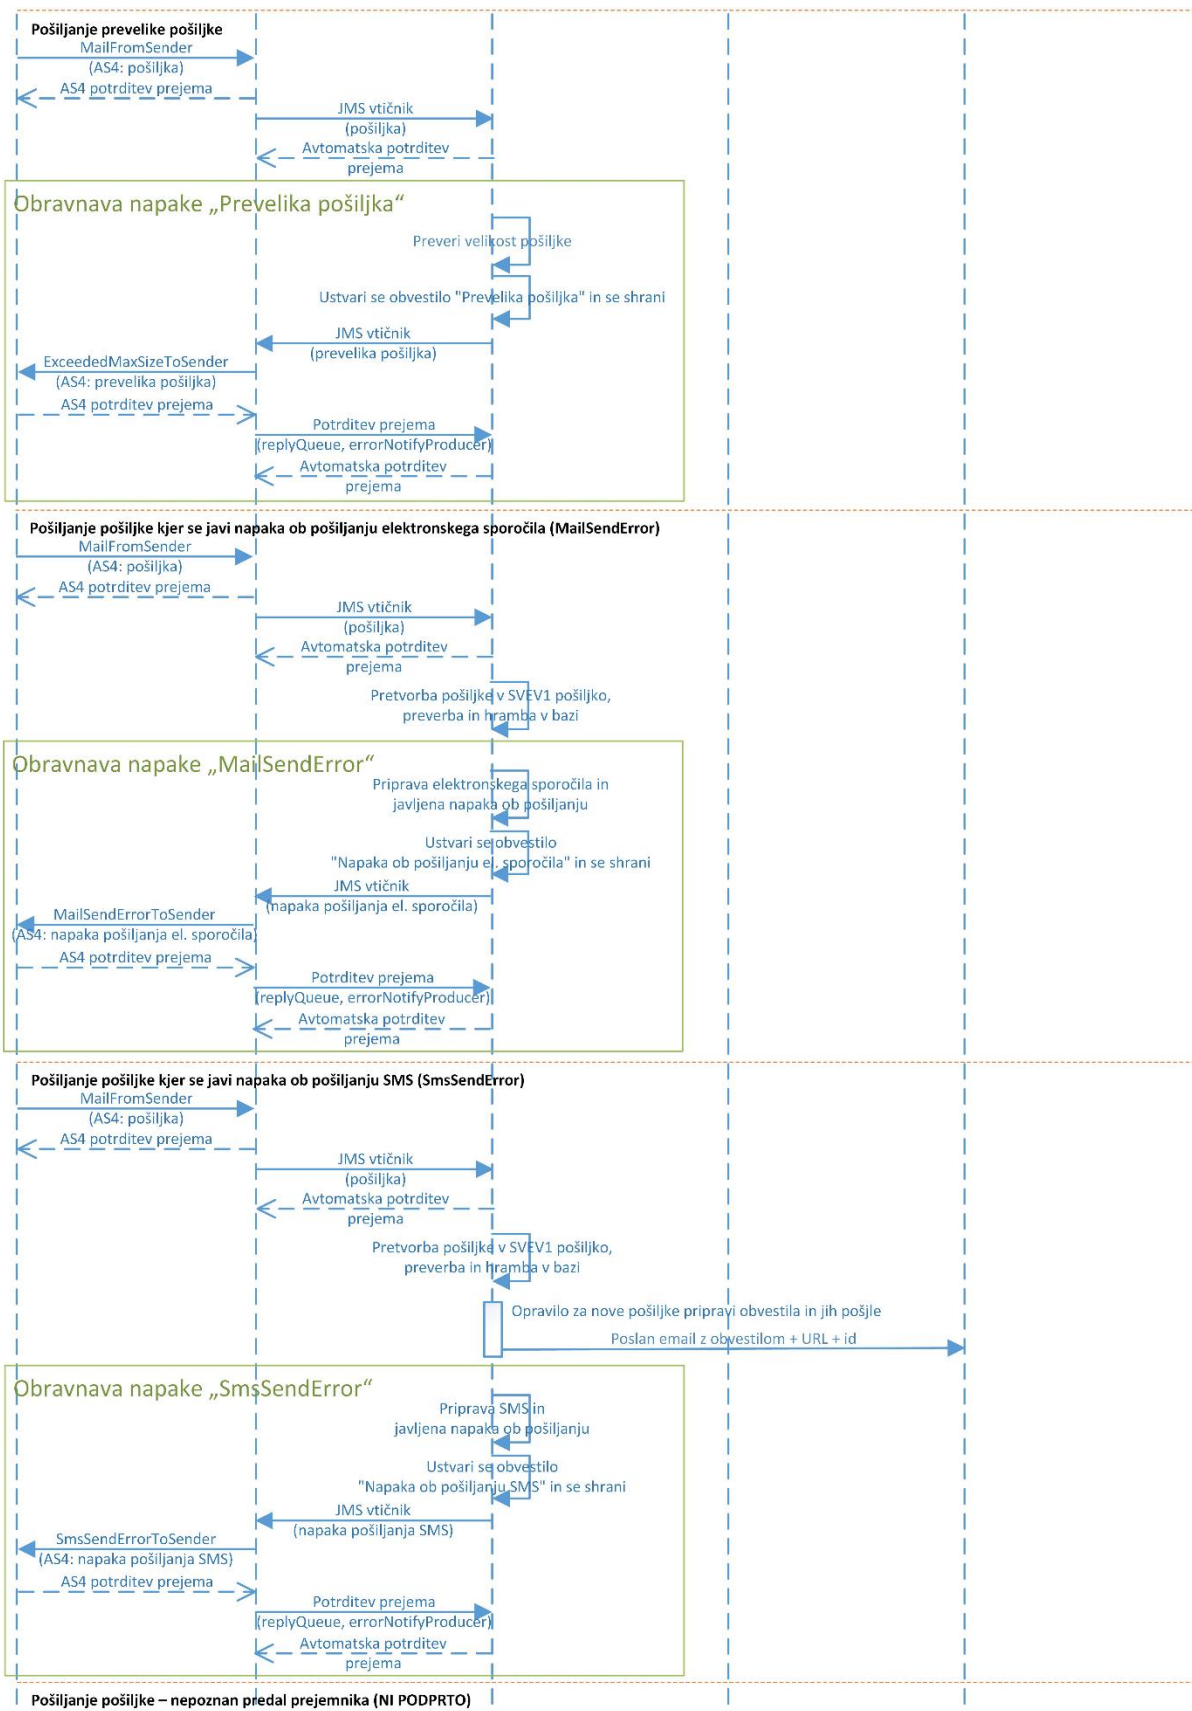 Pošiljanje prevelike pošiljke
MailFromSender
(AS4: pošiljka)
AS4 potrditev prejema
JMS vtičnik
(pošiljka)
Avtomatska potrditev
prejema
Obravnava napake „Prevelika pošiljka“
Preveri velikost pošiljke
Ustvari se obvestilo "Prevelika pošiljka" in se shrani
JMS vtičnik
(prevelika pošiljka)
ExceededMaxSizeToSender
(AS4: prevelika pošiljka)
AS4 potrditev prejema
Potrditev prejema
(replyQueue, errorNotifyProducer)
Avtomatska potrditev
prejema
Pošiljanje pošiljke kjer se javi napaka ob pošiljanju elektronskega sporočila (MailSendError)
MailFromSender
(AS4: pošiljka)
AS4 potrditev prejema
JMS vtičnik
(pošiljka)
Avtomatska potrditev
prejema
Pretvorba pošiljke v SVEV1 pošiljko,
preverba in hramba v bazi
Obravnava napake „MailSendError“
Priprava elektronskega sporočila in
javljena napaka ob pošiljanju
Ustvari se obvestilo
"Napaka ob pošiljanju el. sporočila" in se shrani
JMS vtičnik
(napaka pošiljanja el. sporočila)
MailSendErrorToSender
(AS4: napaka pošiljanja el. sporočila)
AS4 potrditev prejema
Potrditev prejema
(replyQueue, errorNotifyProducer)
Avtomatska potrditev
prejema
Pošiljanje pošiljke kjer se javi napaka ob pošiljanju SMS (SmsSendError)
MailFromSender
(AS4: pošiljka)
AS4 potrditev prejema
JMS vtičnik
(pošiljka)
Avtomatska potrditev
prejema
Pretvorba pošiljke v SVEV1 pošiljko,
preverba in hramba v bazi
Opravilo za nove pošiljke pripravi obvestila in jih pošjle
Poslan email z obvestilom + URL + id
Obravnava napake „SmsSendError“
Priprava SMS in
javljena napaka ob pošiljanju
Ustvari se obvestilo
"Napaka ob pošiljanju SMS" in se shrani
JMS vtičnik
(napaka pošiljanja SMS)
SmsSendErrorToSender
(AS4: napaka pošiljanja SMS)
AS4 potrditev prejema
Potrditev prejema
(replyQueue, errorNotifyProducer)
Avtomatska potrditev
prejema
Pošiljanje pošiljke – nepoznan predal prejemnika (NI PODPRTO)